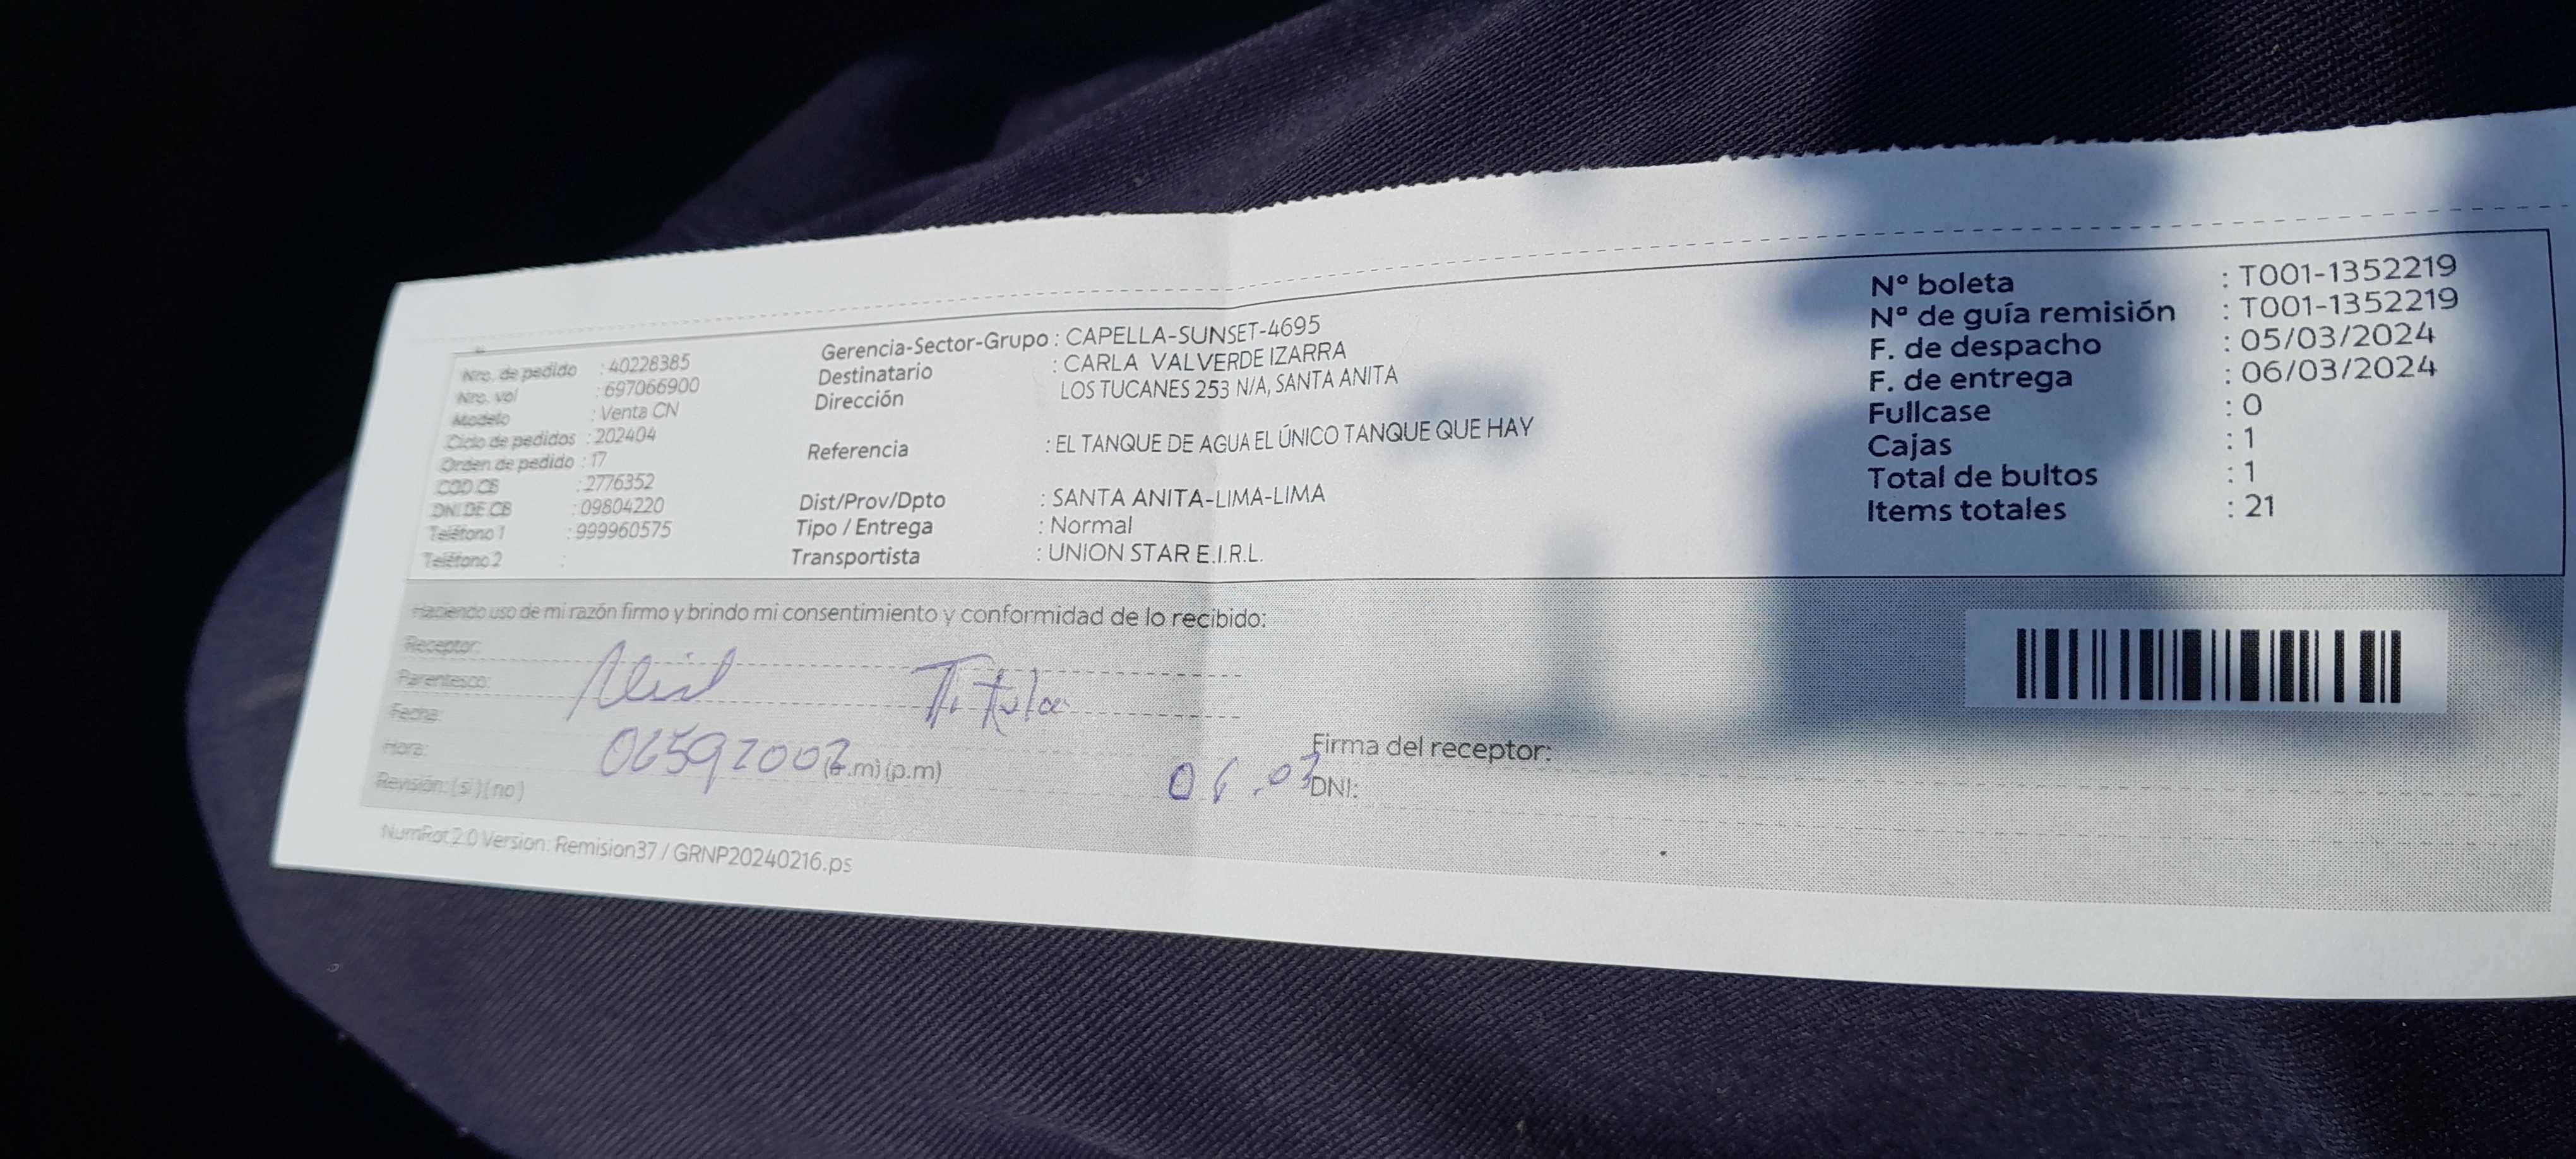 Nro. de pedido : 40228385
Nro. vol : 697066900
Modelo : Venta CN
Ciclo de pedidos : 202404
Orden de pedido : 17
COD CB : 2776352
DNI DE CB : 09804220
Teléfono 1 : 999960575
Teléfono 2 :
Gerencia-Sector-Grupo : CAPELLA-SUNSET-4695
Destinatario : CARLA VALVERDE IZARRA
Dirección LOS TUCANES 253 N/A, SANTA ANITA
Referencia : EL TANQUE DE AGUA EL ÚNICO TANQUE QUE HAY
Dist/Prov/Dpto : SANTA ANITA-LIMA-LIMA
Tipo / Entrega : Normal
Transportista : UNION STAR E.I.R.L.
Nº boleta : T001-1352219
Nº de guía remisión : T001-1352219
F. de despacho : 05/03/2024
F. de entrega : 06/03/2024
Fullcase : 0
Cajas : 1
Total de bultos : 1
Items totales : 21
Haciendo uso de mi razón firmo y brindo mi consentimiento y conformidad de lo recibido:
Receptor:
Parentesco: Titula
Fecha:
Hora: (a.m) (p.m) 06.03
Revisión: (si) (no)
Firma del receptor:
DNI:
NumRot 2.0 Version: Remision37 / GRNP20240216.ps